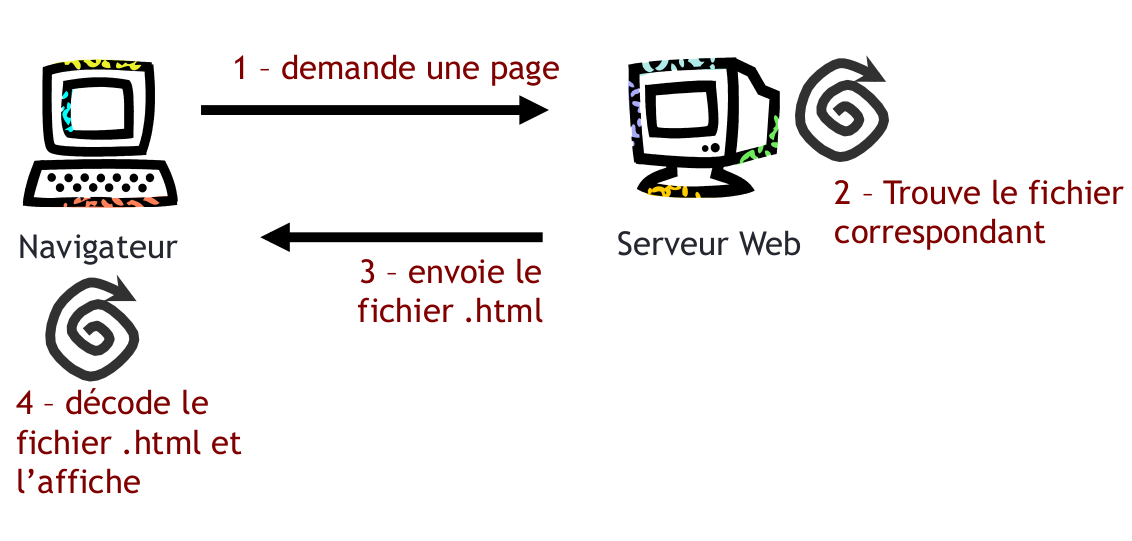 1 – demande une page
2 – Trouve le fichier
correspondant
Navigateur
Serveur Web
3 – envoie le
fichier .html
4 – décode le
fichier .html et
l’affiche